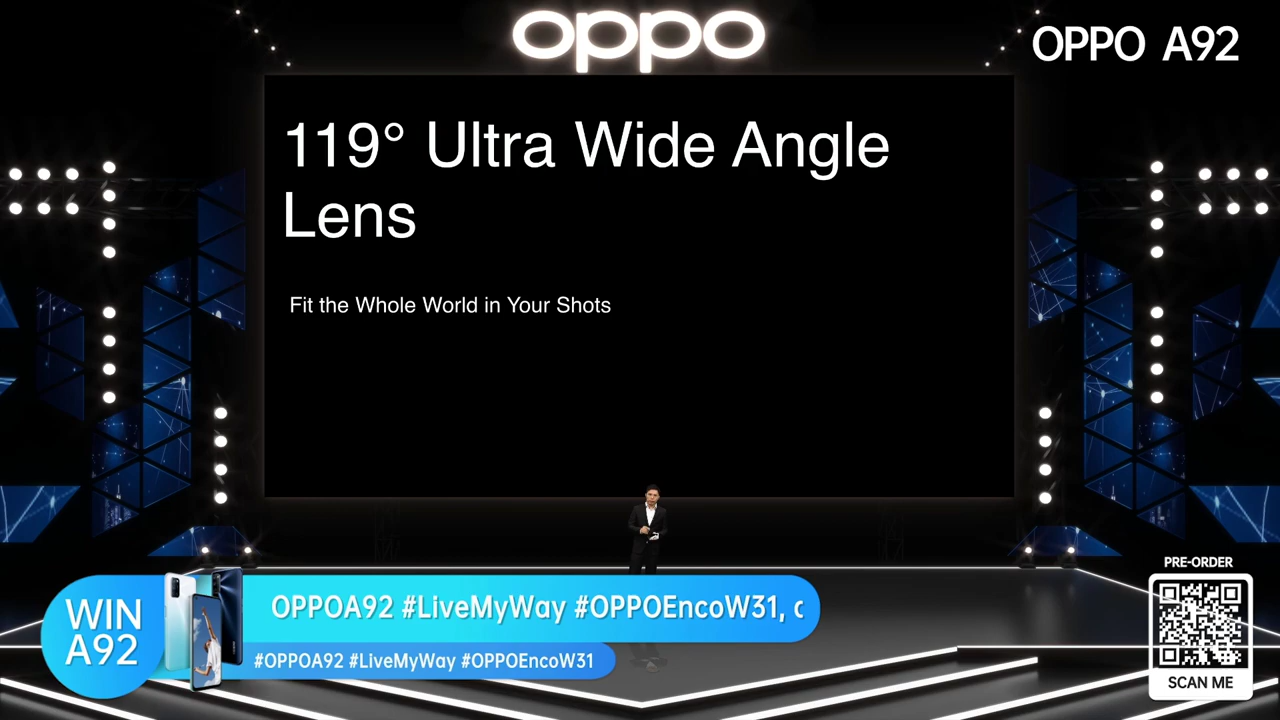 oppo
OPPO A92
119° Ultra Wide Angle
Lens
Fit the Whole World in Your Shots
PRE-ORDER
WIN
A92
OPPOA92 #LiveMyWay #OPPOEncoW31,
#OPPOA92 #LiveMyWay #OPPOEncoW31
SCAN ME